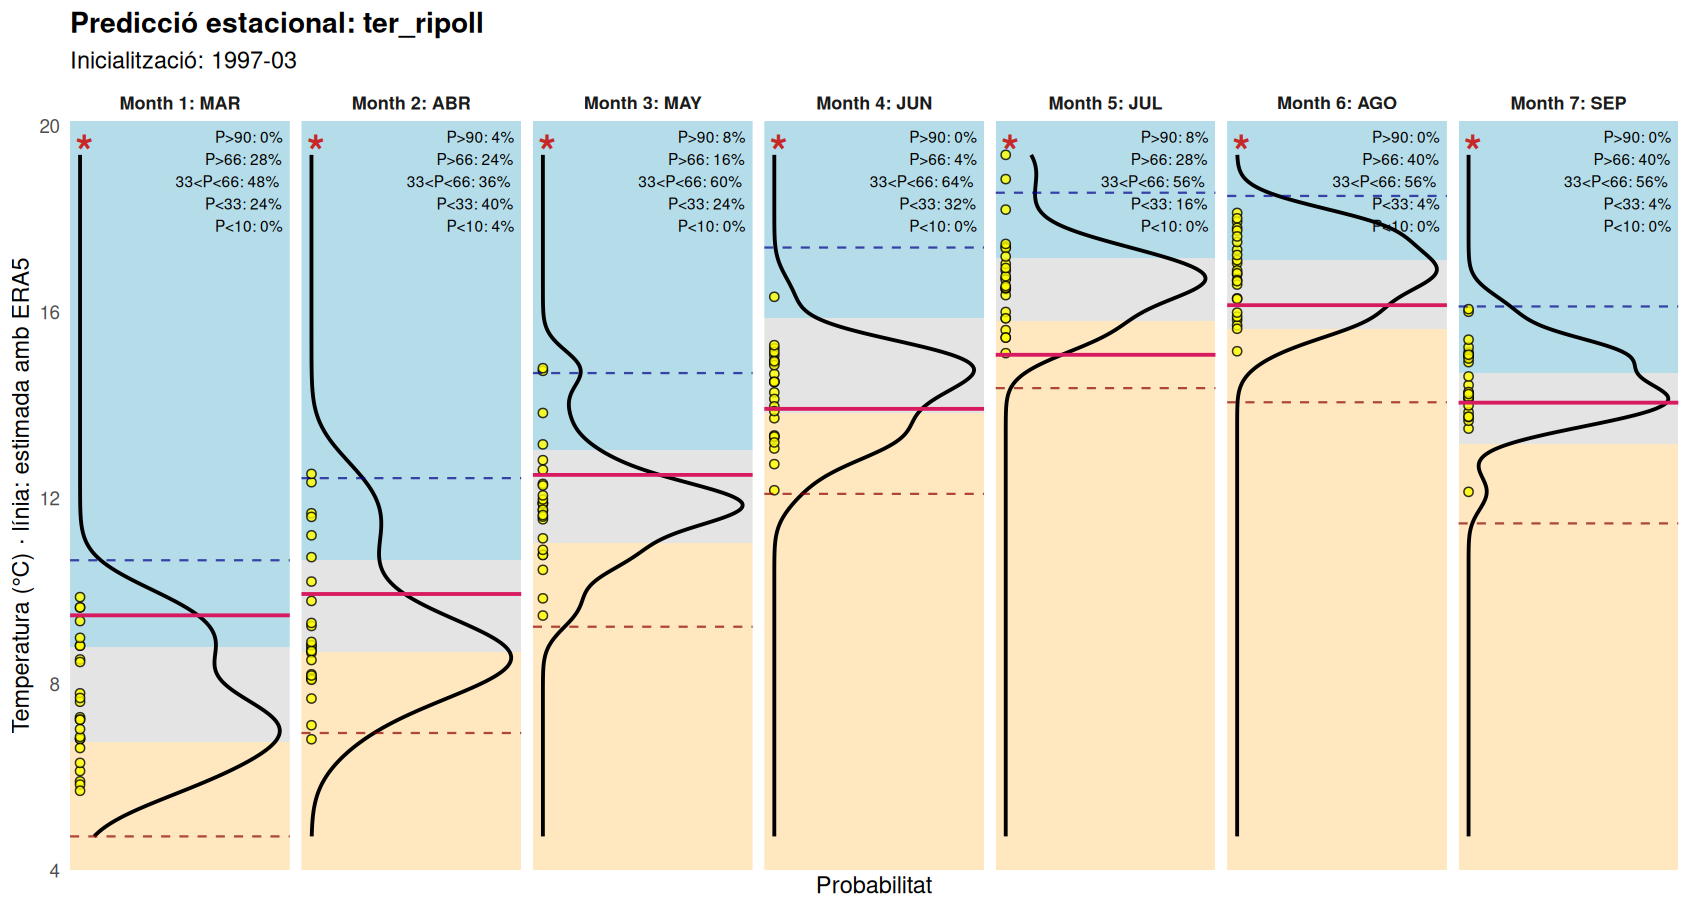 Predicció estacional: ter_ripoll
Inicialització: 1997-03
Month 1: MAR
Month 2: ABR
Month 3: MAY
Month 4: JUN
Month 5: JUL
Month 6: AGO
Month 7: SEP
*
P>90: 0%
P>66: 28%
33<P<66: 48%
P<33: 24%
P<10: 0%
*
P>90: 4%
P>66: 24%
33<P<66: 36%
P<33: 40%
P<10: 4%
*
P>90: 8%
P>66: 16%
33<P<66: 60%
P<33: 24%
P<10: 0%
*
P>90: 0%
P>66: 4%
33<P<66: 64%
P<33: 32%
P<10: 0%
*
P>90: 8%
P>66: 28%
33<P<66: 56%
P<33: 16%
P<10: 0%
*
P>90: 0%
P>66: 40%
33<P<66: 56%
P<33: 4%
P<10: 0%
*
P>90: 0%
P>66: 40%
33<P<66: 56%
P<33: 4%
P<10: 0%
20
16
12
8
4
Temperatura (°C) · línia: estimada amb ERA5
Probabilitat